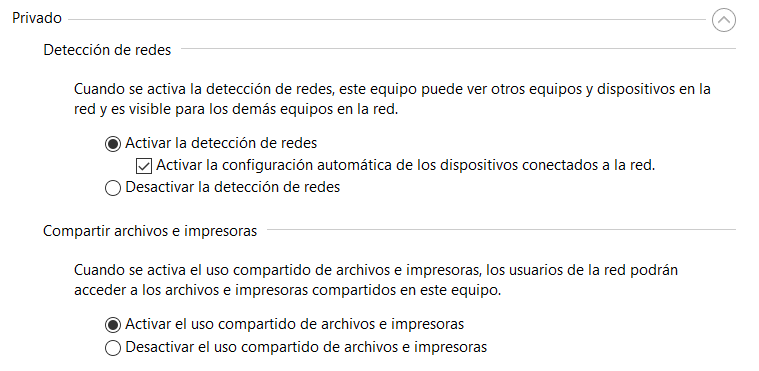 Privado
Detección de redes
Cuando se activa la detección de redes, este equipo puede ver otros equipos y dispositivos en la
red y es visible para los demás equipos en la red.
Activar la detección de redes
Activar la configuración automática de los dispositivos conectados a la red.
Desactivar la detección de redes
Compartir archivos e impresoras
Cuando se activa el uso compartido de archivos e impresoras, los usuarios de la red podrán
acceder a los archivos e impresoras compartidos en este equipo.
Activar el uso compartido de archivos e impresoras
Desactivar el uso compartido de archivos e impresoras